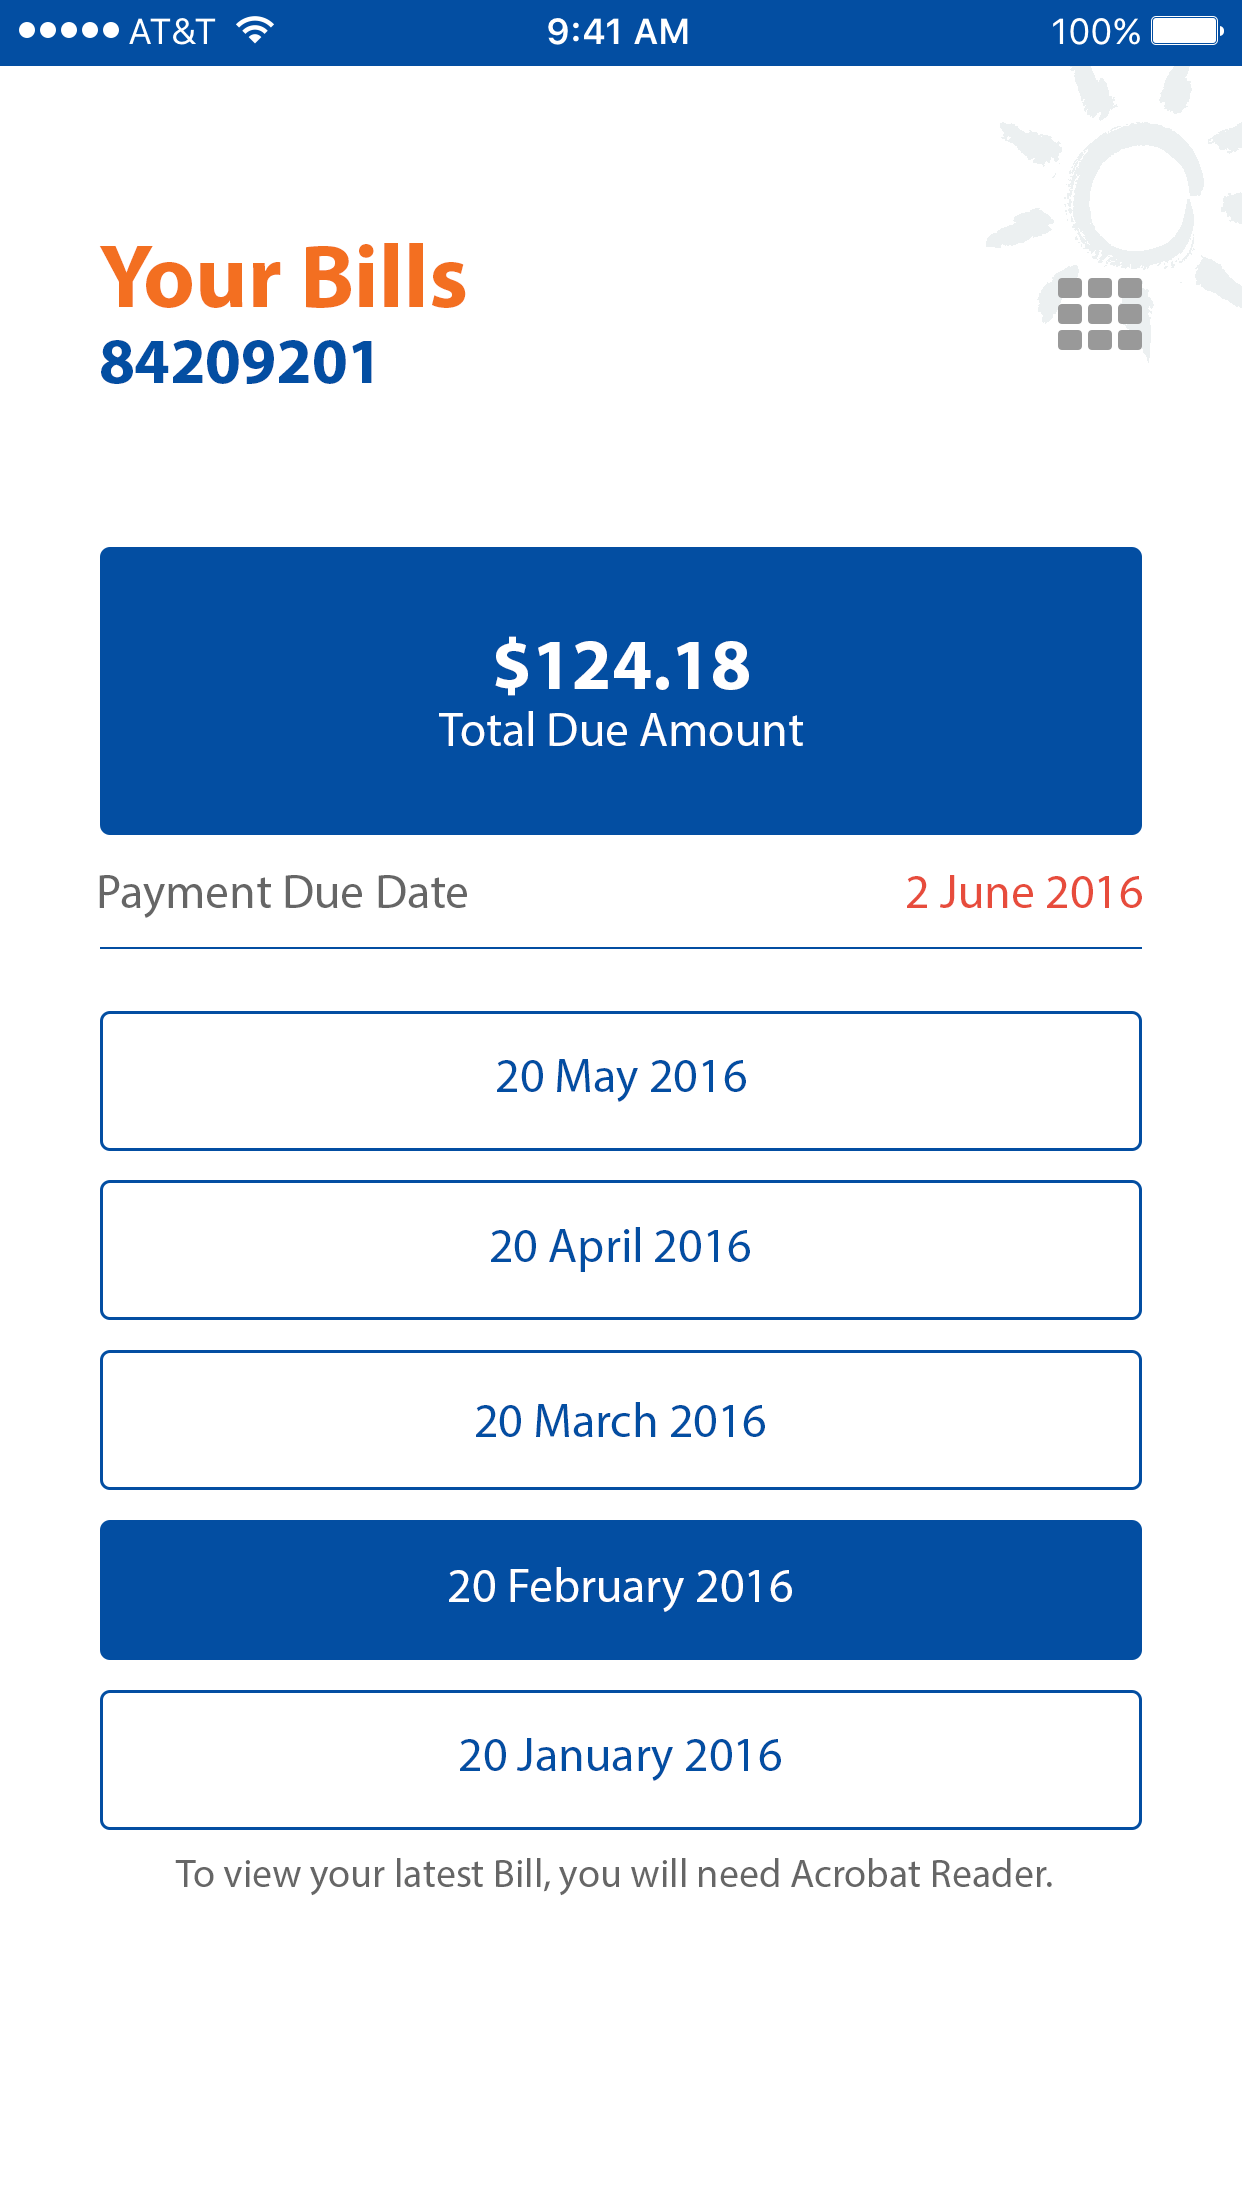 AT&T 9:41 AM 100%
Your Bills
84209201
$124.18
Total Due Amount
Payment Due Date 2 June 2016
20 May 2016
20 April 2016
20 March 2016
20 February 2016
20 January 2016
To view your latest Bill, you will need Acrobat Reader.